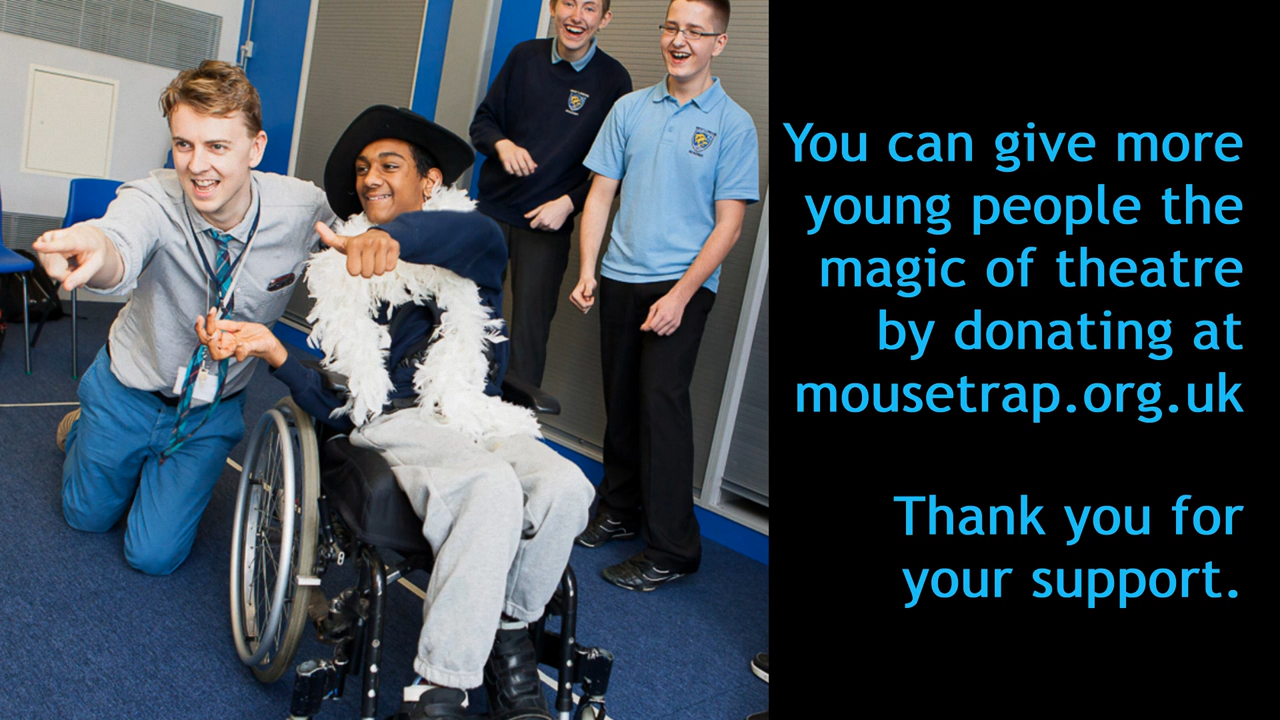 You can give more
young people the
magic of theatre
by donating at
mousetrap.org.uk
Thank you for
your support.